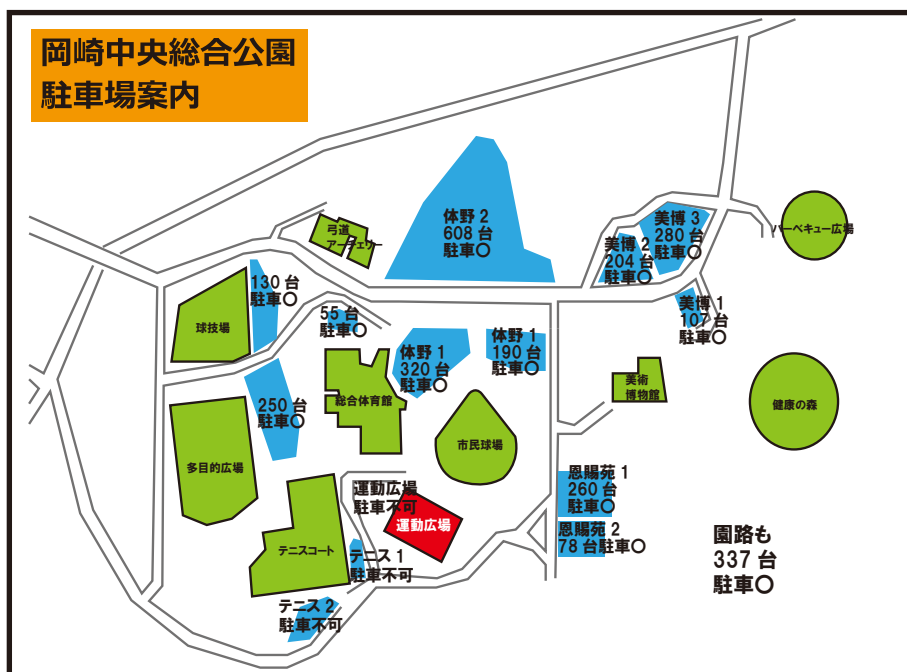 岡崎中央総合公園
駐車場案内
弓道
アーチェリー
体野 2
608 台
駐車〇
美博 3
280 台
駐車〇
美博 2
204 台
駐車〇
バーベキュー広場
130 台
駐車〇
球技場
55 台
駐車〇
体野 1
320 台
駐車〇
体野 1
190 台
駐車〇
美博 1
107 台
駐車〇
美術
博物館
健康の森
総合体育館
250 台
駐車〇
市民球場
多目的広場
運動広場
駐車不可
運動広場
恩賜苑 1
260 台
駐車〇
恩賜苑 2
78 台駐車〇
園路も
337 台
駐車〇
テニスコート
テニス 1
駐車不可
テニス 2
駐車不可